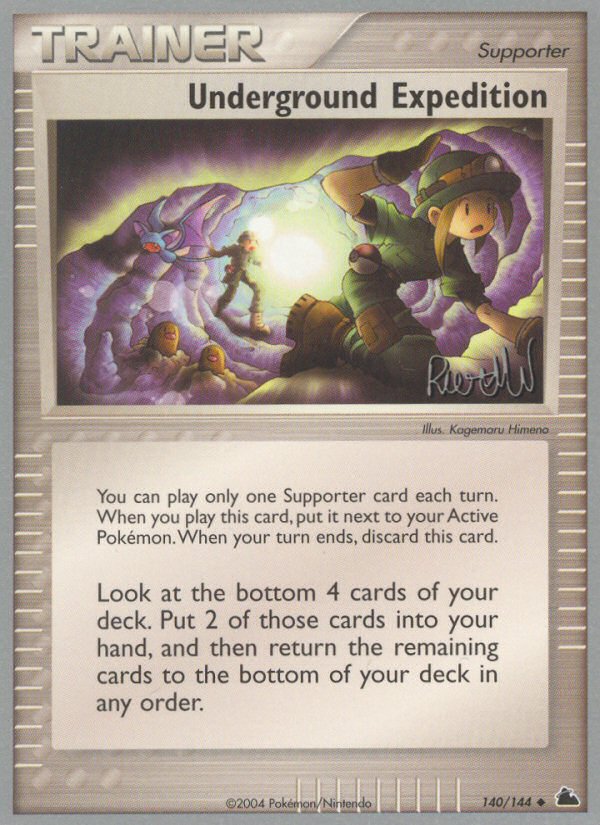 TRAINER
Supporter
Underground Expedition
Illus. Kagemaru Himeno
You can play only one Supporter card each turn.
When you play this card, put it next to your Active
Pokémon. When your turn ends, discard this card.
Look at the bottom 4 cards of your
deck. Put 2 of those cards into your
hand, and then return the remaining
cards to the bottom of your deck in
any order.
©2004 Pokémon/Nintendo
140/144